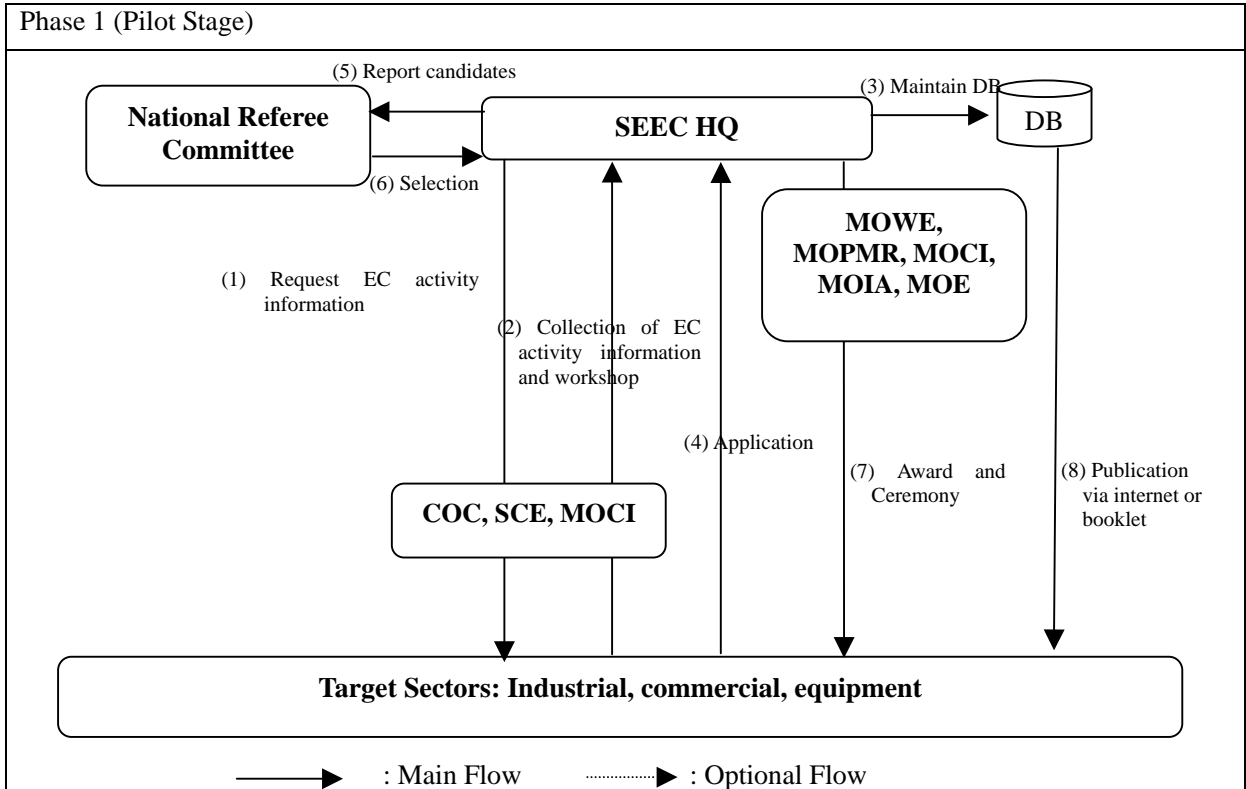 Phase 1 (Pilot Stage)
(5) Report candidates
(3) Maintain DB
National Referee
Committee
SEEC HQ
DB
(6) Selection
MOWE,
MOPMR, MOCI,
MOIA, MOE
(1) Request EC activity
information
(2) Collection of EC
activity information
and workshop
(4) Application
(7) Award and
Ceremony
(8) Publication
via internet or
booklet
COC, SCE, MOCI
Target Sectors: Industrial, commercial, equipment
: Main Flow
: Optional Flow